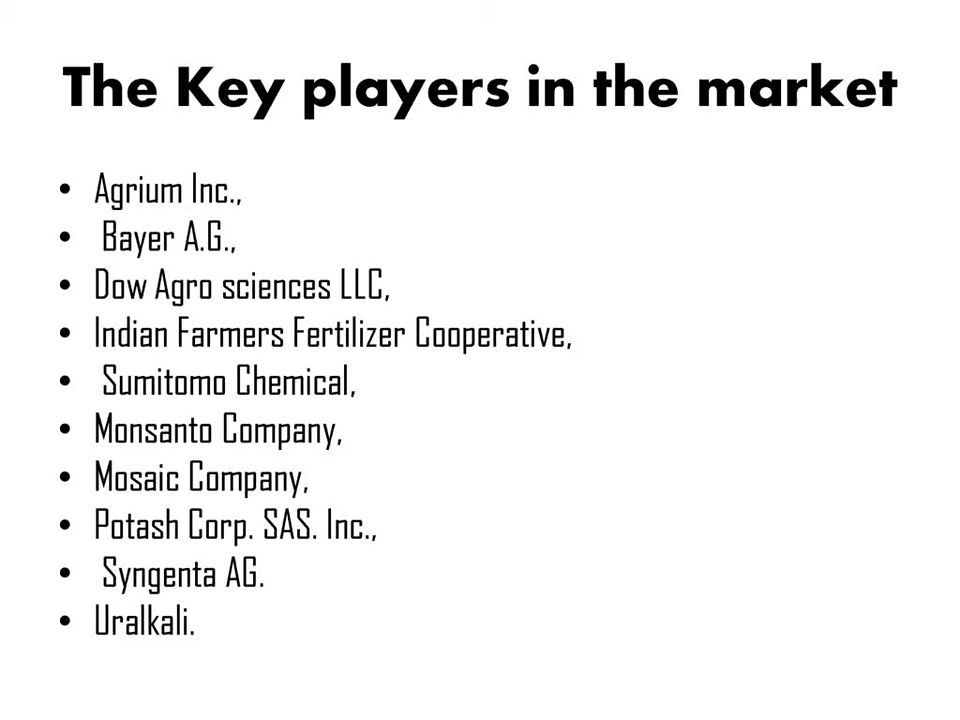 The Key players in the market
• Agrium Inc.,
• Bayer A.G.,
• Dow Agro sciences LLC,
• Indian Farmers Fertilizer Cooperative,
• Sumitomo Chemical,
• Monsanto Company,
• Mosaic Company,
• Potash Corp. SAS. Inc.,
• Syngenta AG.
• Uralkali.